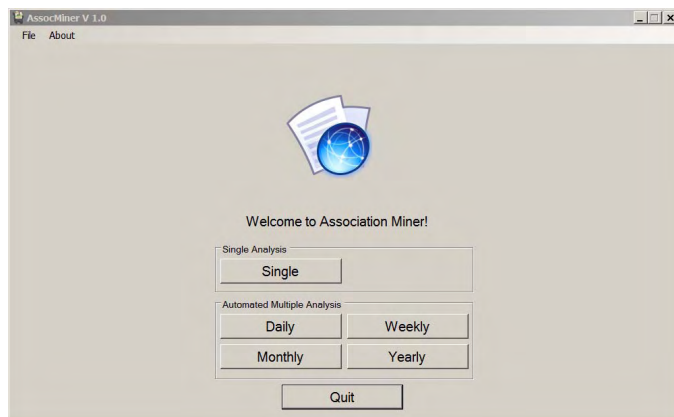 AssocMiner V 1.0
File About
Welcome to Association Miner!
Single Analysis
Single
Automated Multiple Analysis
Daily Weekly
Monthly Yearly
Quit